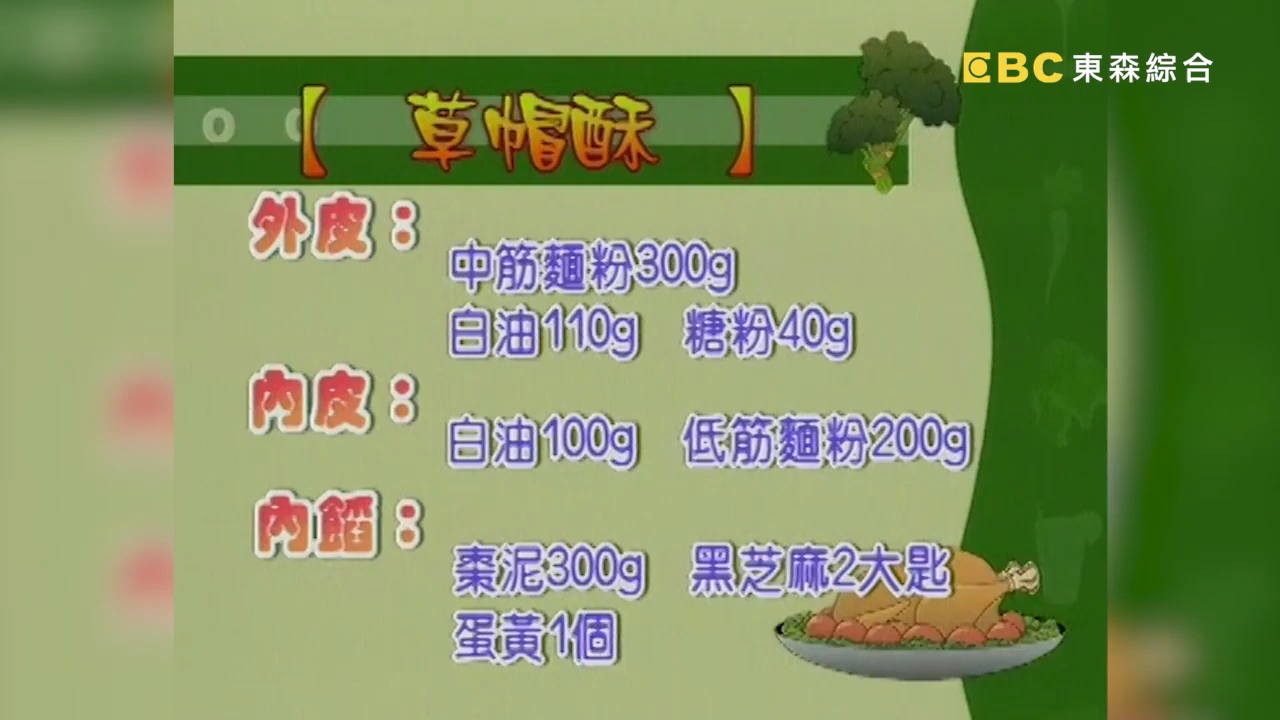 EBC 東森綜合
【 草帽酥 】
外皮：
中筋麵粉300g
白油110g 糖粉40g
內皮：
白油100g 低筋麵粉200g
內餡：
棗泥300g 黑芝麻2大匙
蛋黃1個